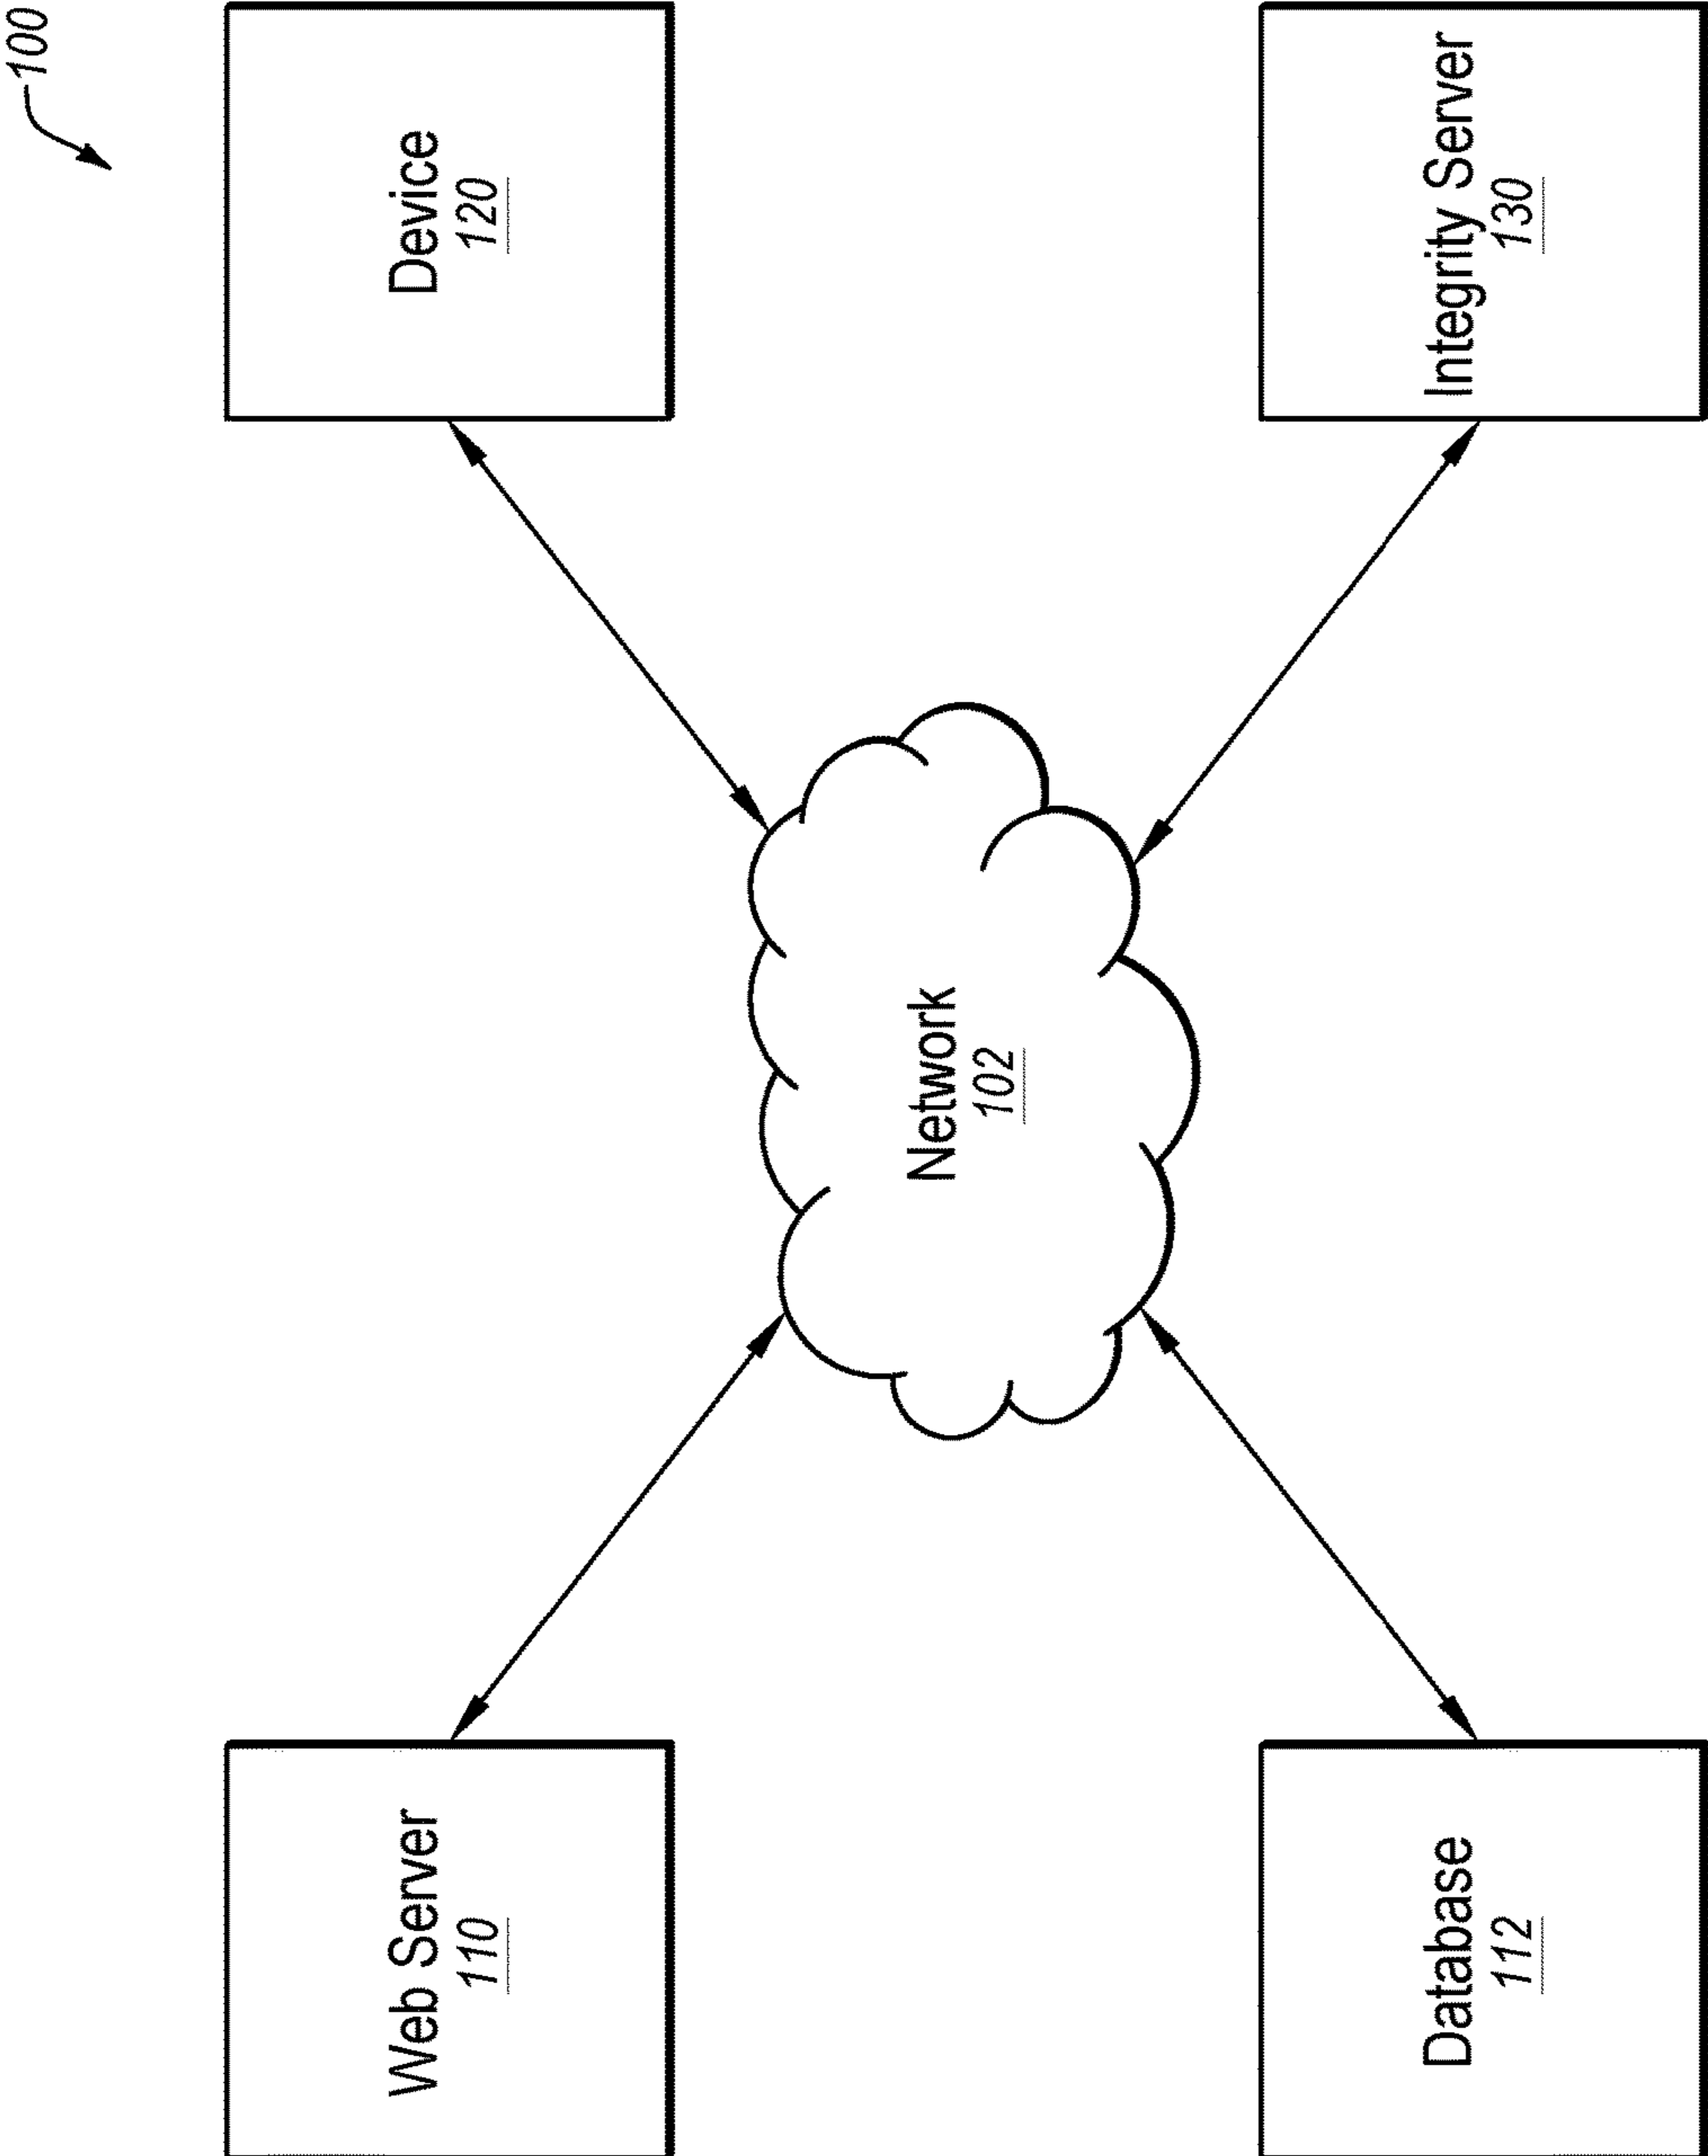 100
Web Server
110
Device
120
Network
102
Database
112
Integrity Server
130